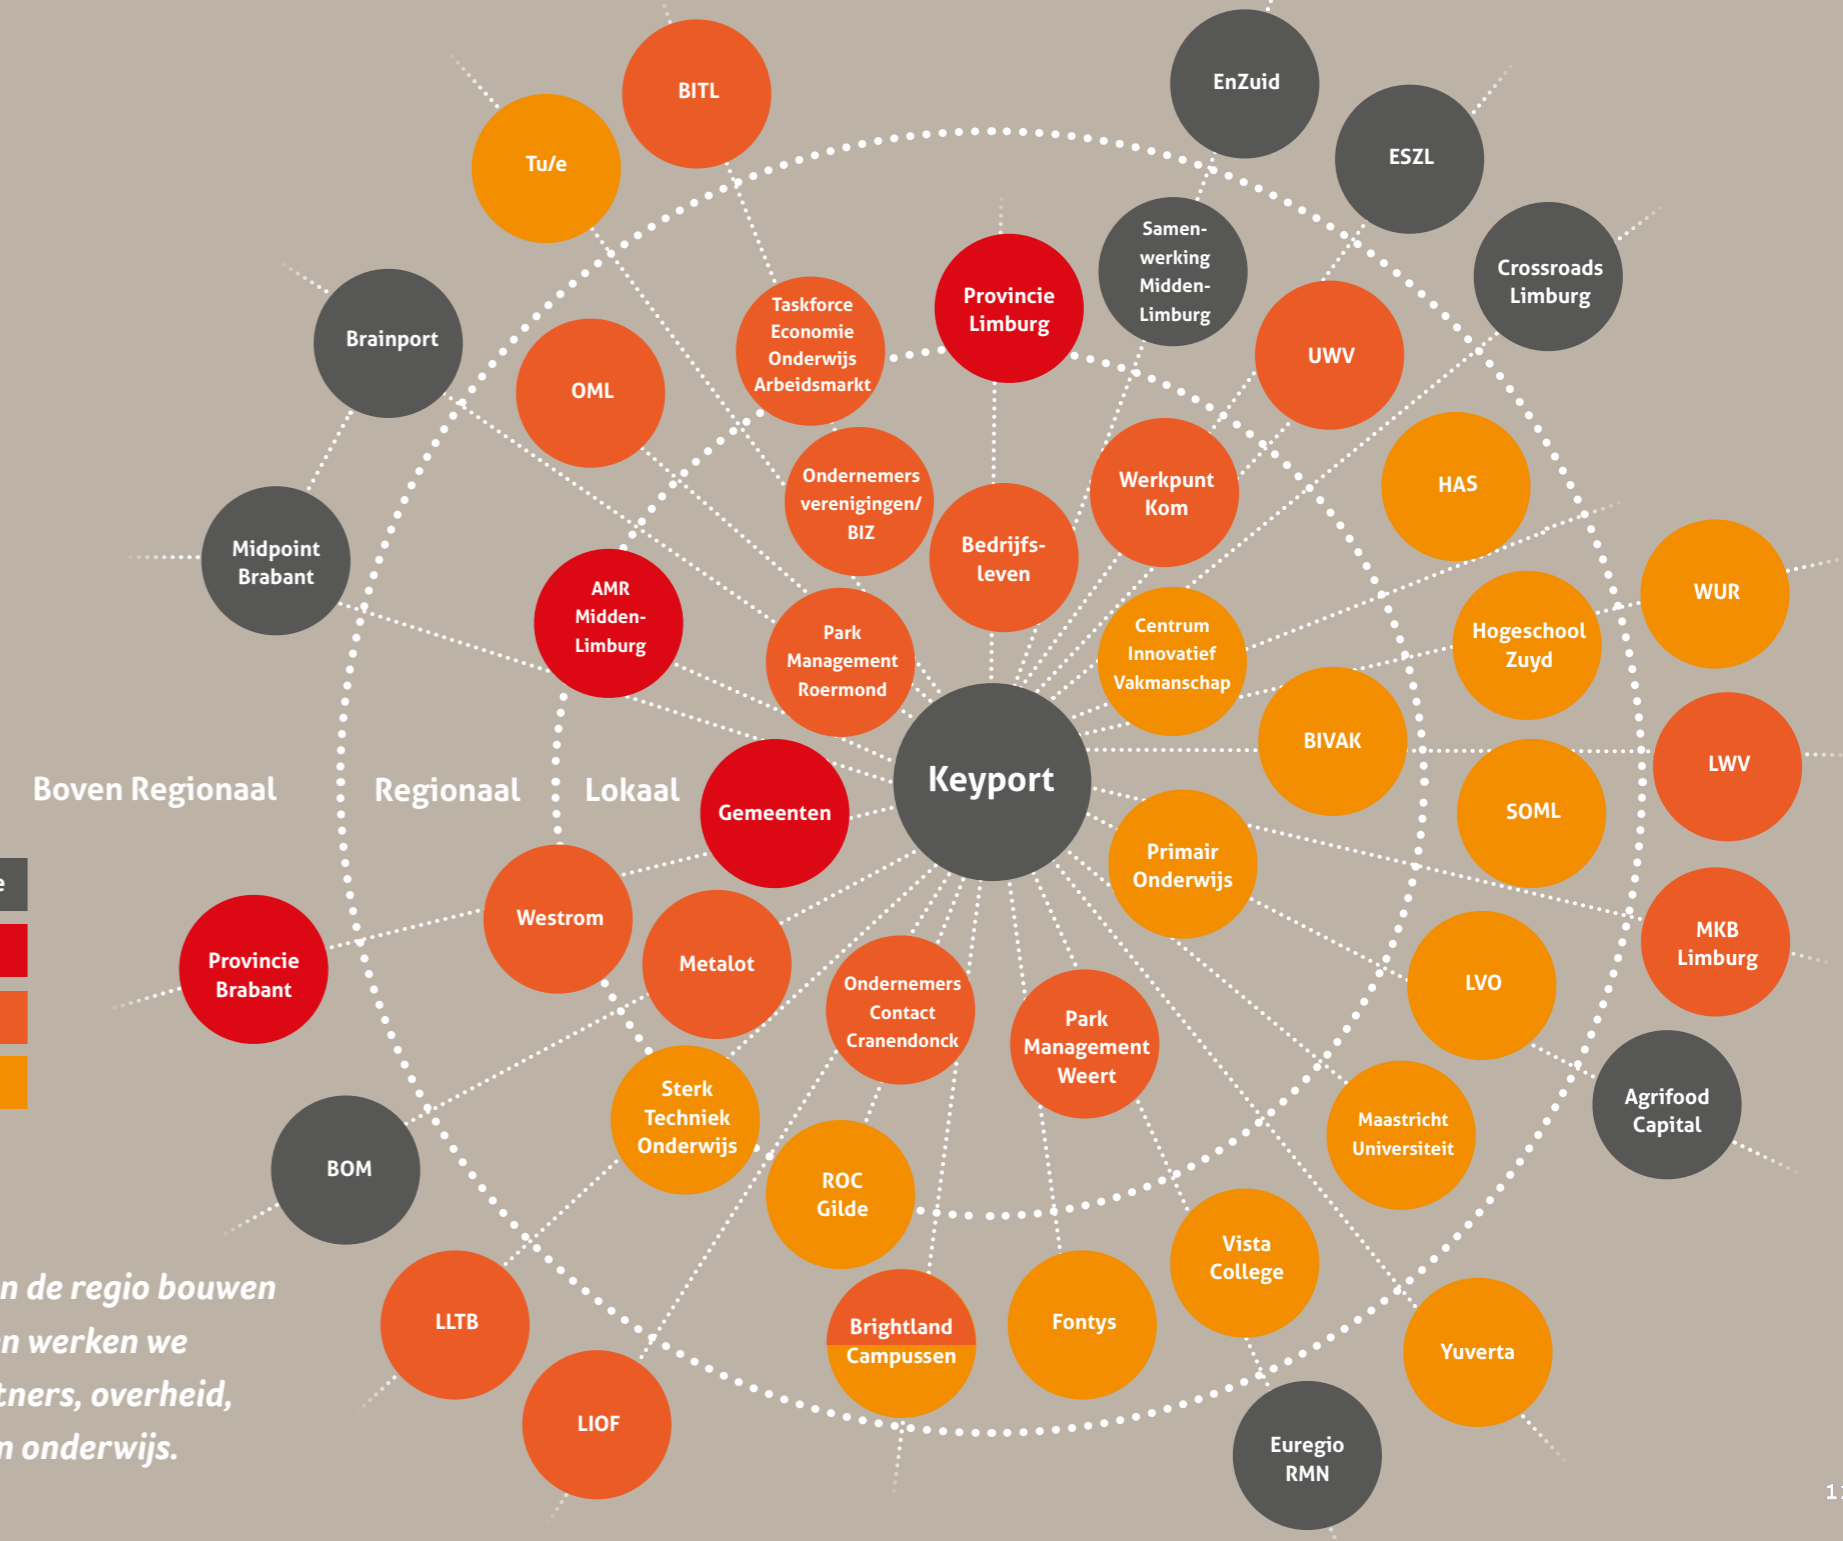 BITL
EnZuid
ESZL
Tu/e
Samen-
werking
Midden-
Limburg
Crossroads
Limburg
Provincie
Limburg
Taskforce
Economie
Onderwijs
Arbeidsmarkt
Brainport
UWV
OML
HAS
Ondernemers
verenigingen/
BIZ
Werkpunt
Kom
Bedrijfs-
leven
Midpoint
Brabant
AMR
Midden-
Limburg
WUR
Park
Management
Roermond
Centrum
Innovatief
Vakmanschap
Hogeschool
Zuyd
BIVAK
LWV
Keyport
Boven Regionaal
Regionaal
Lokaal
Gemeenten
SOML
Primair
Onderwijs
e
Westrom
Provincie
Brabant
Metalot
MKB
Limburg
Ondernemers
Contact
Cranendonck
LVO
Park
Management
Weert
Sterk
Techniek
Onderwijs
Agrifood
Capital
Maastricht
Universiteit
BOM
ROC
Gilde
Vista
College
n de regio bouwen
n werken we
tners, overheid,
n onderwijs.
LLTB
Brightland
Campussen
Fontys
Yuverta
LIOF
Euregio
RMN